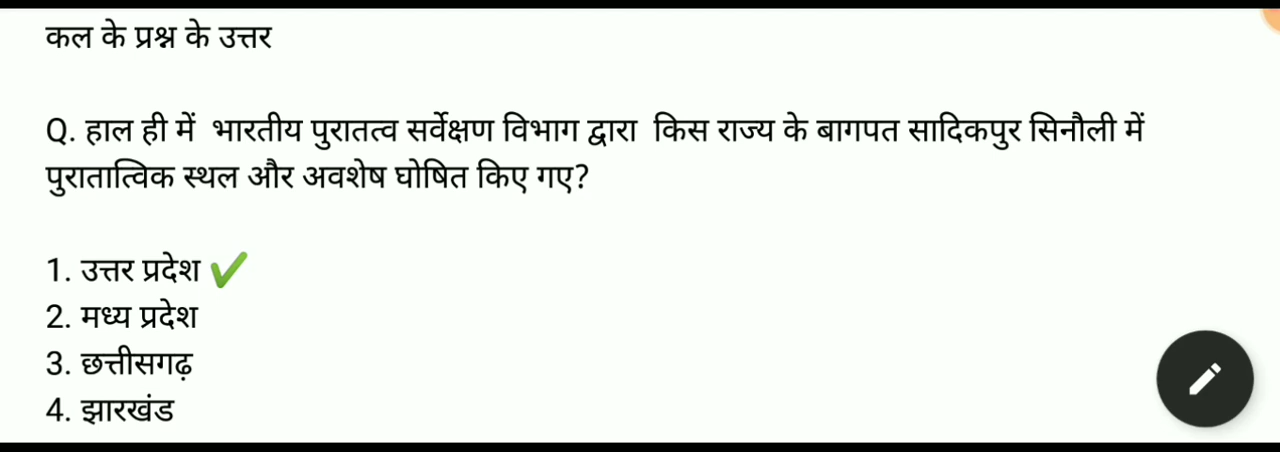 कल के प्रश्न के उत्तर
Q. हाल ही में भारतीय पुरातत्व सर्वेक्षण विभाग द्वारा किस राज्य के बागपत सादिकपुर सिनौली में
पुरातात्विक स्थल और अवशेष घोषित किए गए?
1. उत्तर प्रदेश ✔
2. मध्य प्रदेश
3. छत्तीसगढ़
4. झारखंड